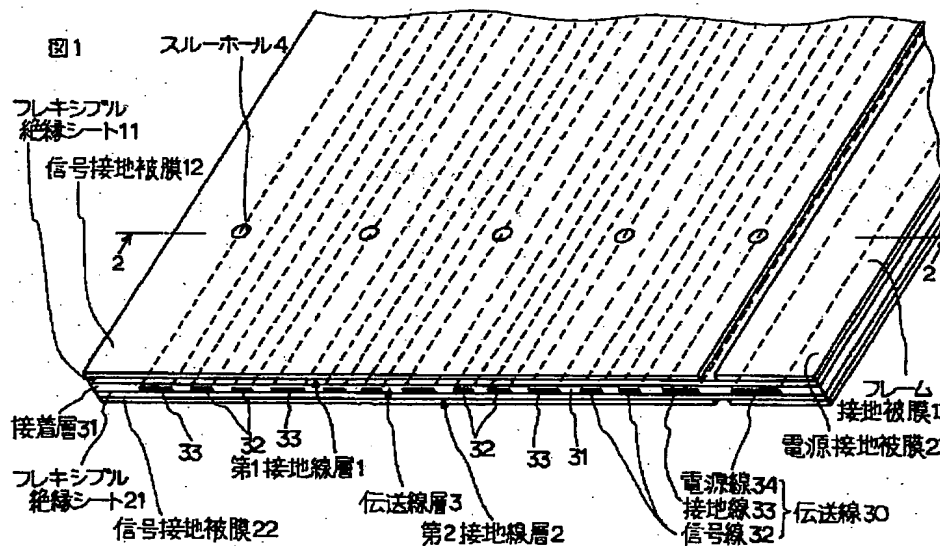 図1
スルーホール4
フレキシブル
絶縁シート11
信号接地被膜12
2
2
接着層31
33
32
33
第1接地線層1
32
33
31
フレーム
接地被膜1
電源接地被膜2
フレキシブル
絶縁シート21
信号接地被膜22
伝送線層3
第2接地線層2
電源線34
接地線33
信号線32
伝送線30